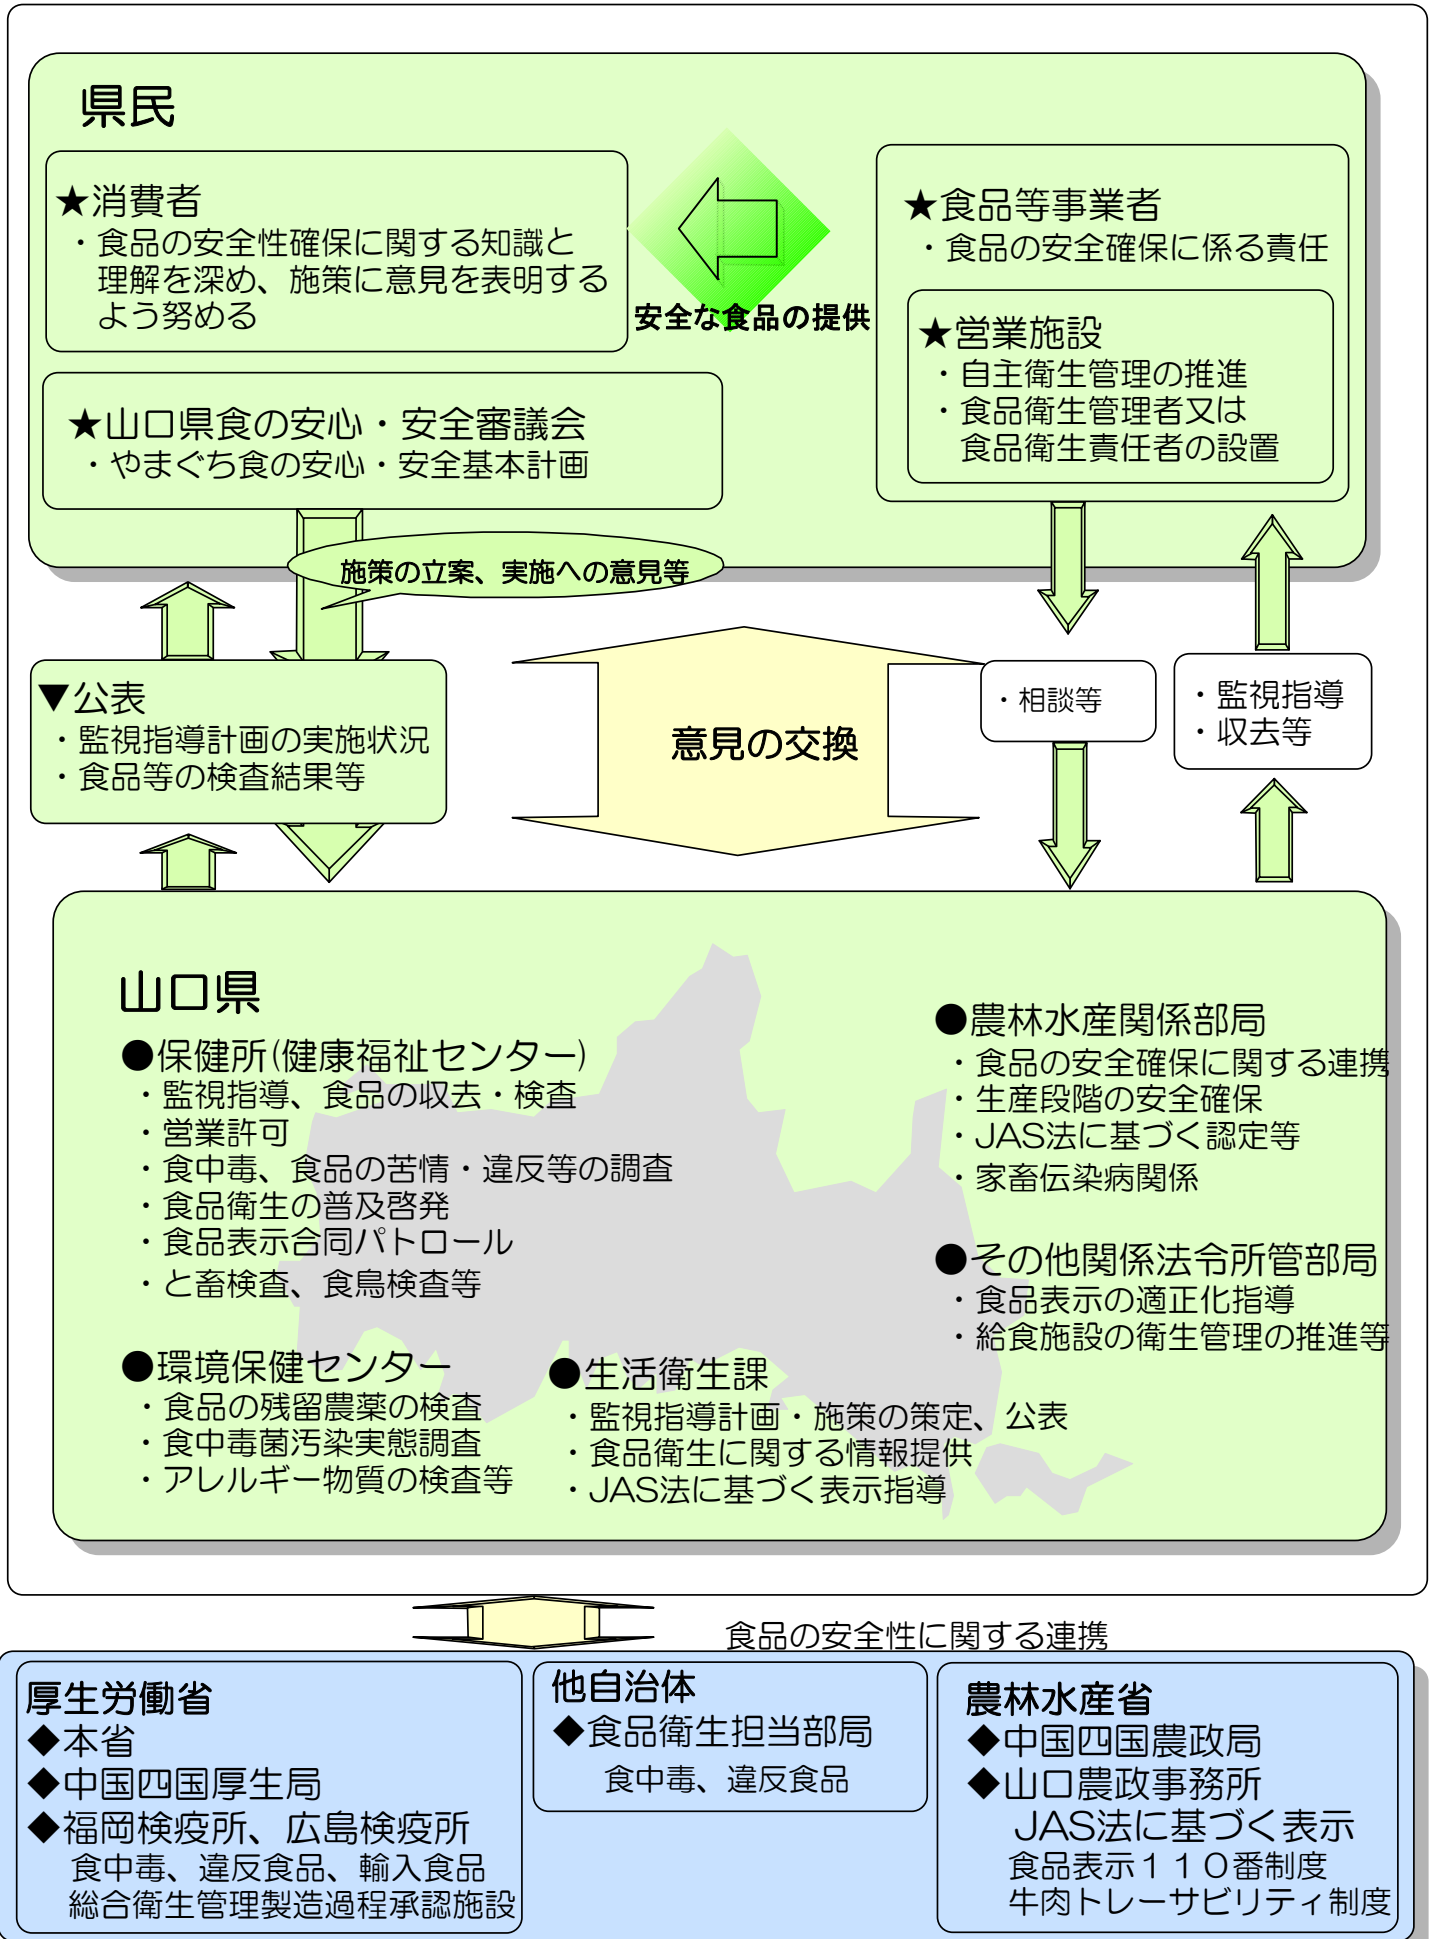 県民
★消費者
・食品の安全性確保に関する知識と
理解を深め、施策に意見を表明する
よう努める
安全な食品の提供
★食品等事業者
・食品の安全確保に係る責任
★営業施設
・自主衛生管理の推進
・食品衛生管理者又は
食品衛生責任者の設置
★山口県食の安心・安全審議会
・やまぐち食の安心・安全基本計画
施策の立案、実施への意見等
▼公表
・監視指導計画の実施状況
・食品等の検査結果等
意見の交換
・相談等
・監視指導
・収去等
山口県
●保健所(健康福祉センター)
・監視指導、食品の収去・検査
・営業許可
・食中毒、食品の苦情・違反等の調査
・食品衛生の普及啓発
・食品表示合同パトロール
・と畜検査、食鳥検査等
●環境保健センター
・食品の残留農薬の検査
・食中毒菌汚染実態調査
・アレルギー物質の検査等
●生活衛生課
・監視指導計画・施策の策定、公表
・食品衛生に関する情報提供
・JAS法に基づく表示指導
●農林水産関係部局
・食品の安全確保に関する連携
・生産段階の安全確保
・JAS法に基づく認定等
・家畜伝染病関係
●その他関係法令所管部局
・食品表示の適正化指導
・給食施設の衛生管理の推進等
食品の安全性に関する連携
厚生労働省
◆本省
◆中国四国厚生局
◆福岡検疫所、広島検疫所
食中毒、違反食品、輸入食品
総合衛生管理製造過程承認施設
他自治体
◆食品衛生担当部局
食中毒、違反食品
農林水産省
◆中国四国農政局
◆山口農政事務所
JAS法に基づく表示
食品表示１１０番制度
牛肉トレーサビリティ制度